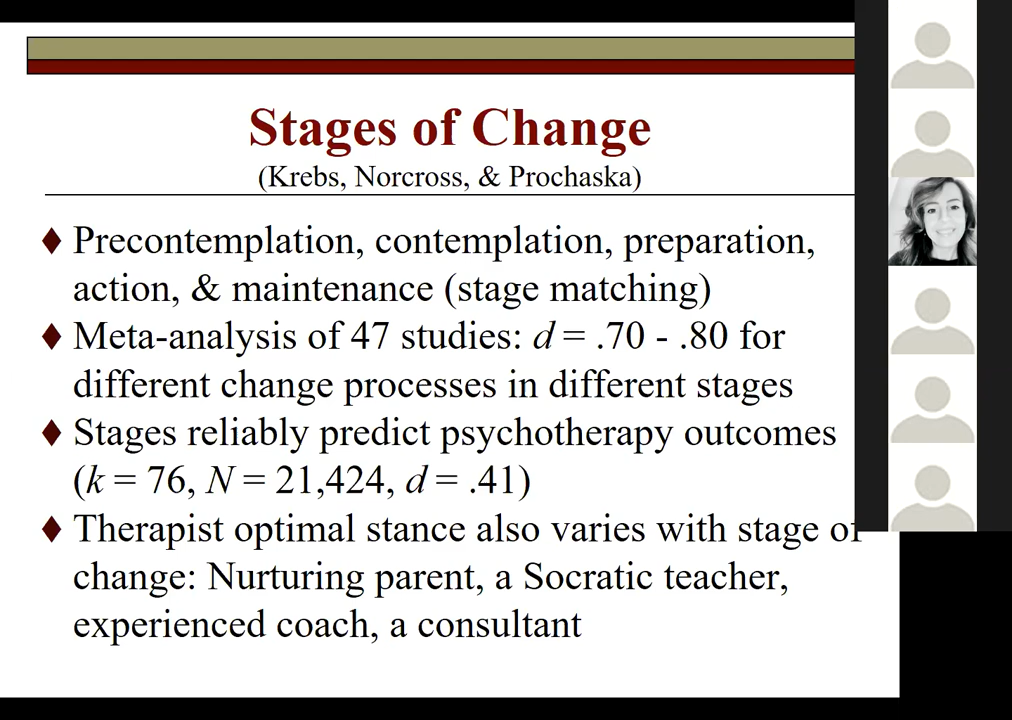 Stages of Change
(Krebs, Norcross, & Prochaska)
♦ Precontemplation, contemplation, preparation,
action, & maintenance (stage matching)
♦ Meta-analysis of 47 studies: d = .70 - .80 for
different change processes in different stages
♦ Stages reliably predict psychotherapy outcomes
(k = 76, N = 21,424, d = .41)
♦ Therapist optimal stance also varies with stage of
change: Nurturing parent, a Socratic teacher,
experienced coach, a consultant